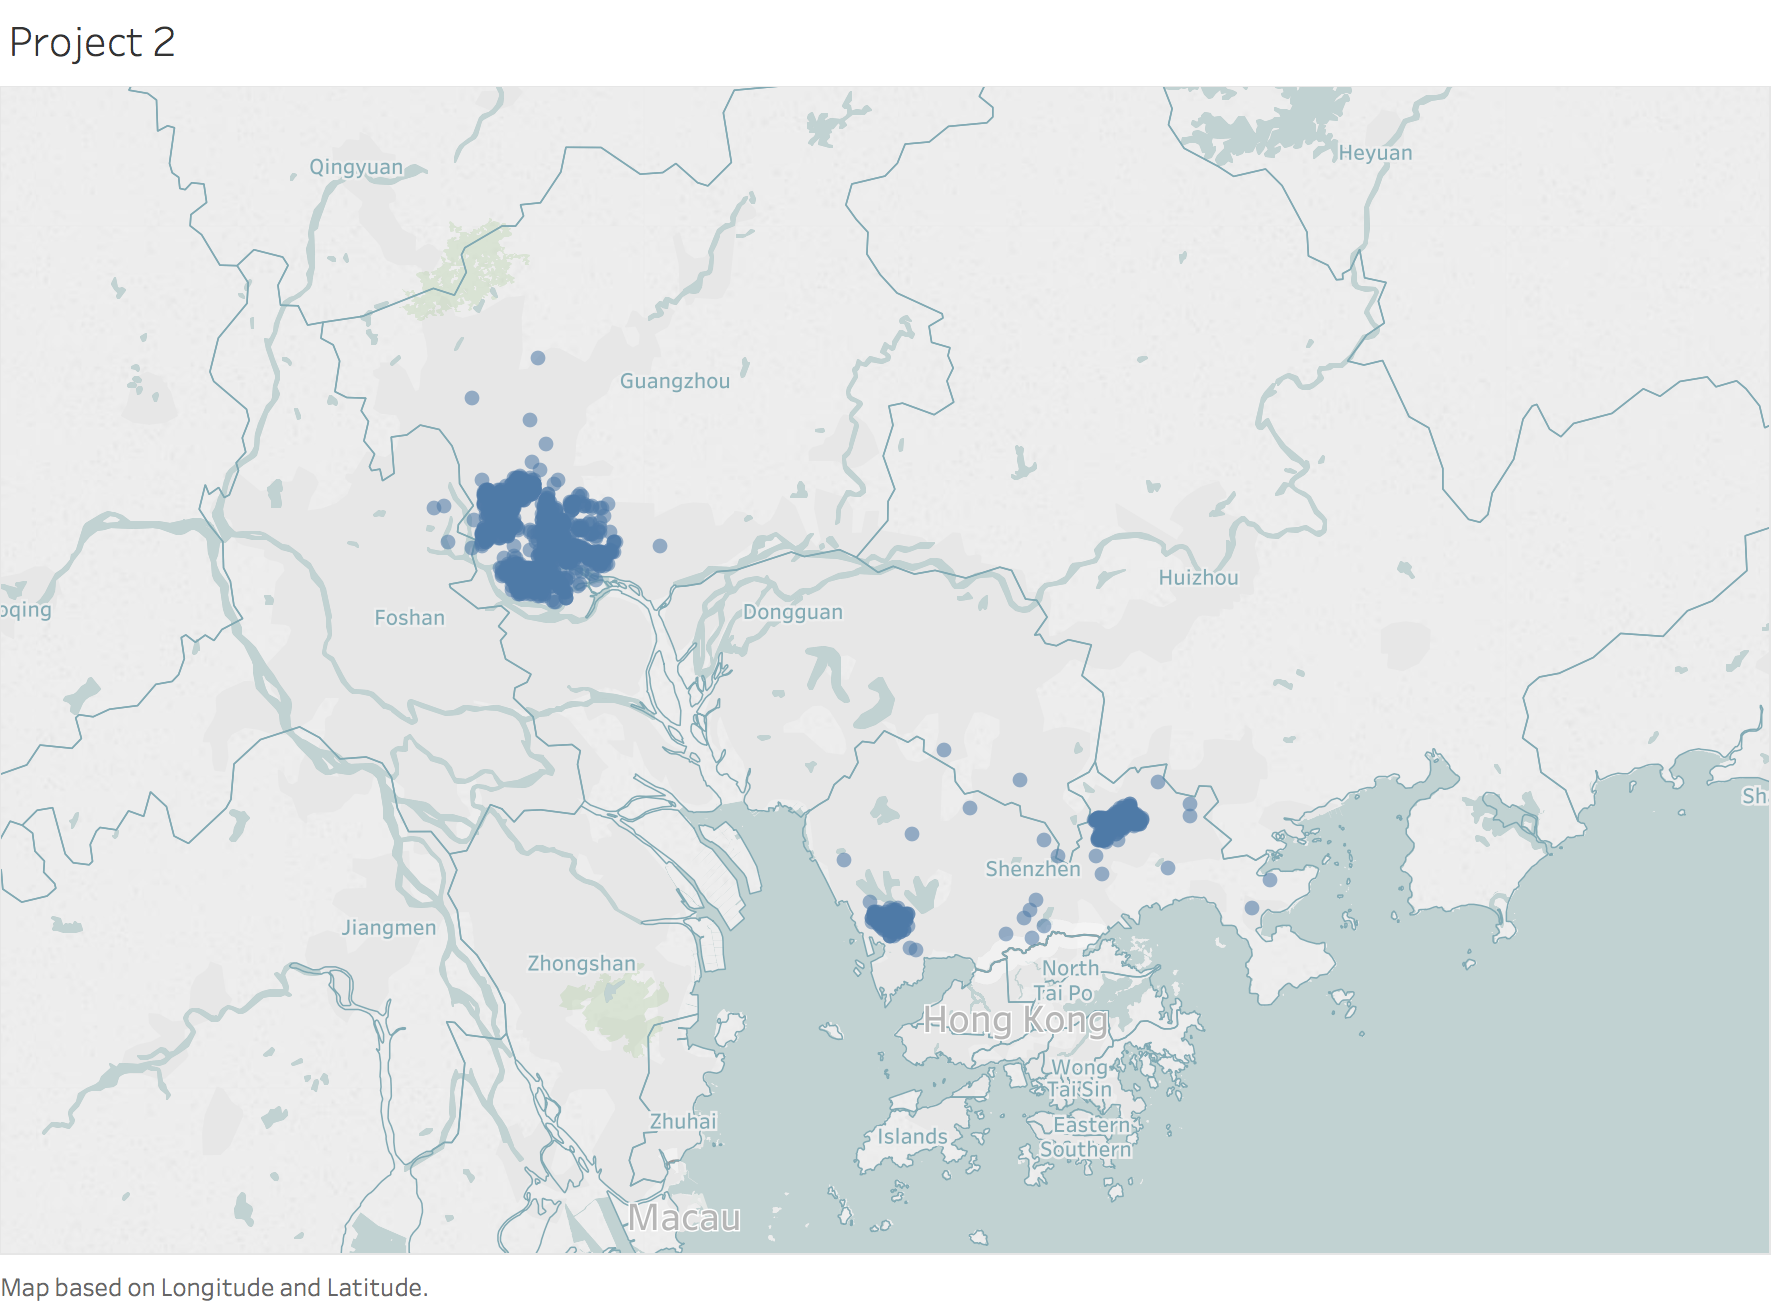 Project 2
Qingyuan
Heyuan
Guangzhou
Huizhou
oqing
Foshan
Dongguan
Sh
Shenzhen
Jiangmen
Zhongshan
North
Tai Po
Hong Kong
Wong
Tai Sin
Zhuhai
Eastern
Islands
Southern
Macau
Map based on Longitude and Latitude.